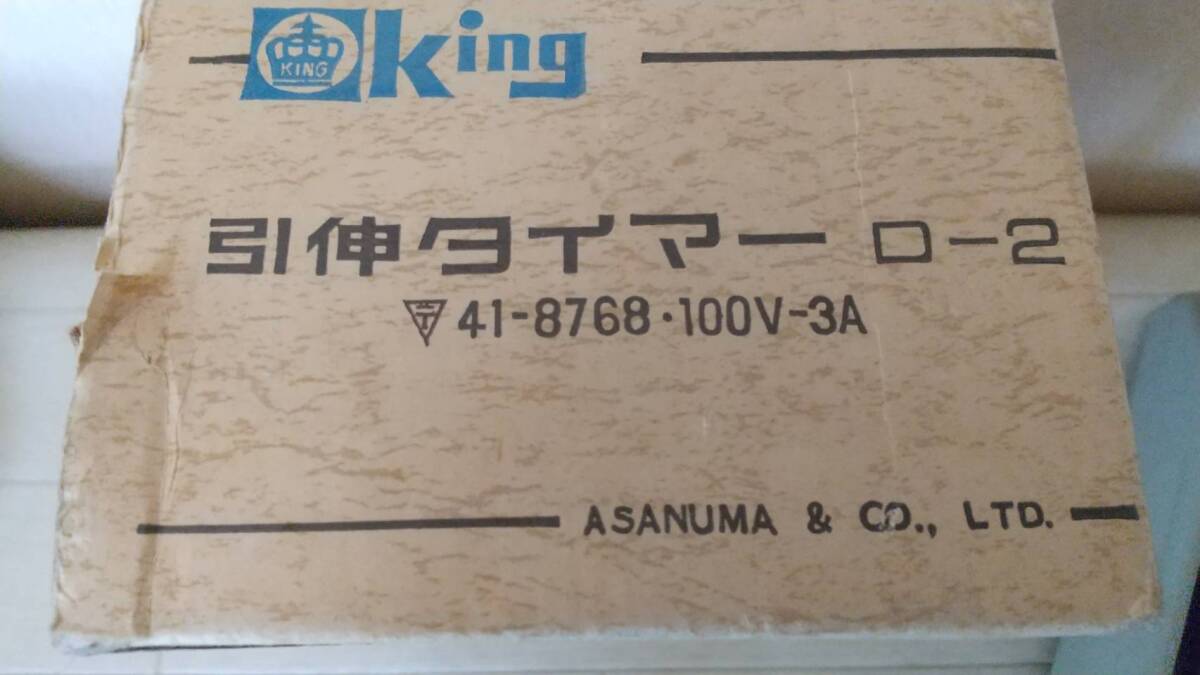 KING King
引伸タイマー D-2
〒 41-8768・100V-3A
ASANUMA & CO., LTD.